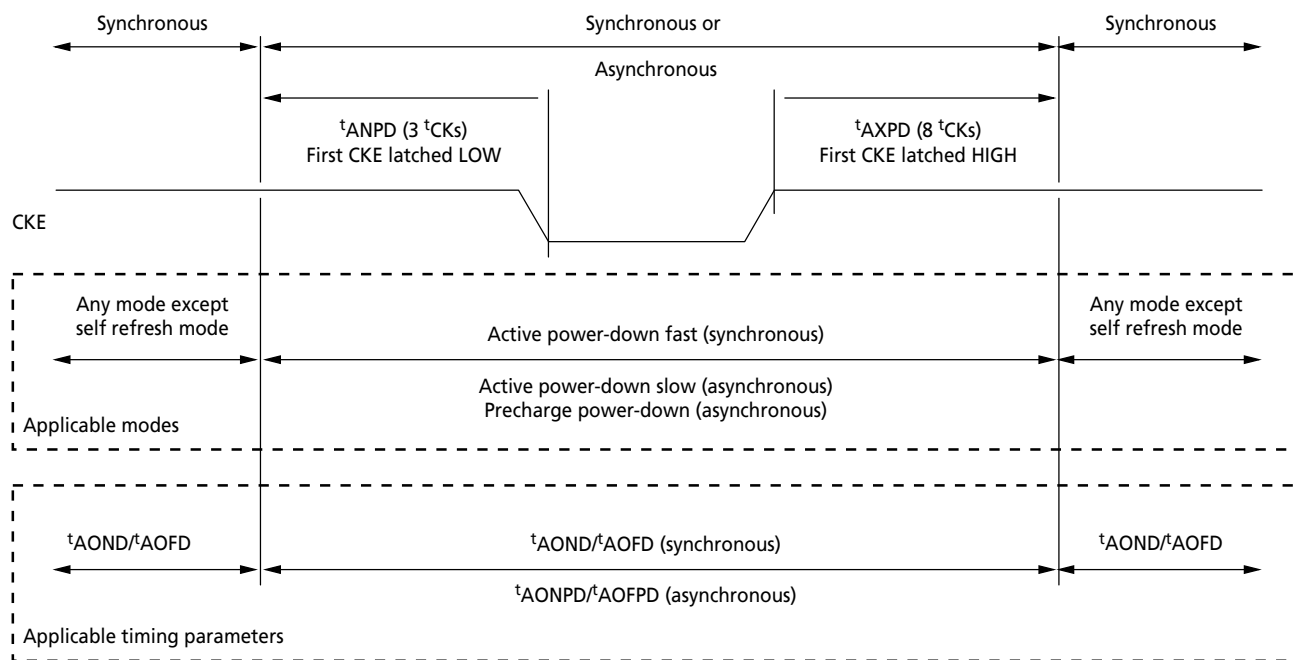 Synchronous
Synchronous or
Synchronous
Asynchronous
tANPD (3 tCKs)
First CKE latched LOW
tAXPD (8 tCKs)
First CKE latched HIGH
CKE
Any mode except
self refresh mode
Active power-down fast (synchronous)
Any mode except
self refresh mode
Active power-down slow (asynchronous)
Precharge power-down (asynchronous)
Applicable modes
tAOND/tAOFD
tAOND/tAOFD (synchronous)
tAOND/tAOFD
tAONPD/tAOFPD (asynchronous)
Applicable timing parameters